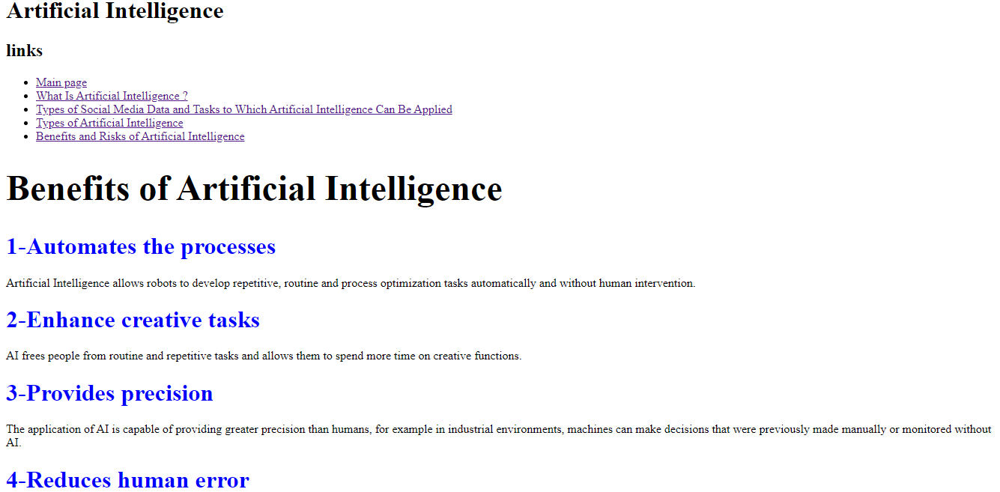 Artificial Intelligence
links
Main page
What Is Artificial Intelligence ?
Types of Social Media Data and Tasks to Which Artificial Intelligence Can Be Applied
Types of Artificial Intelligence
Benefits and Risks of Artificial Intelligence
Benefits of Artificial Intelligence
1-Automates the processes
Artificial Intelligence allows robots to develop repetitive, routine and process optimization tasks automatically and without human intervention.
2-Enhance creative tasks
AI frees people from routine and repetitive tasks and allows them to spend more time on creative functions.
3-Provides precision
The application of AI is capable of providing greater precision than humans, for example in industrial environments, machines can make decisions that were previously made manually or monitored without
AI.
4-Reduces human error